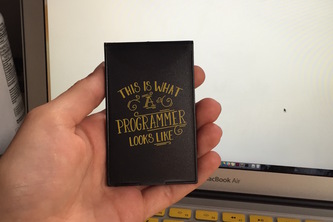 THIS IS WHAT
A
PROGRAMMER
LOOKS LIKE
MacBook Air